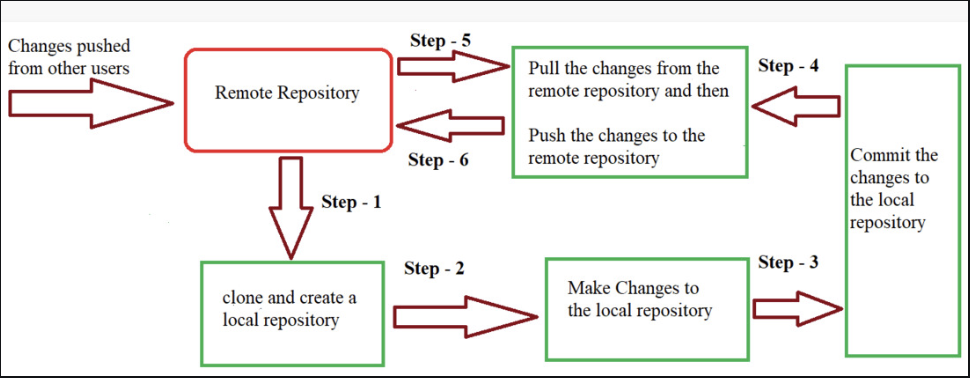 Changes pushed
from other users
Remote Repository
Step - 5
Step - 6
Pull the changes from the
remote repository and then
Push the changes to the
remote repository
Step - 4
Commit the
changes to
the local
repository
Step - 1
clone and create a
local repository
Step - 2
Make Changes to
the local repository
Step - 3